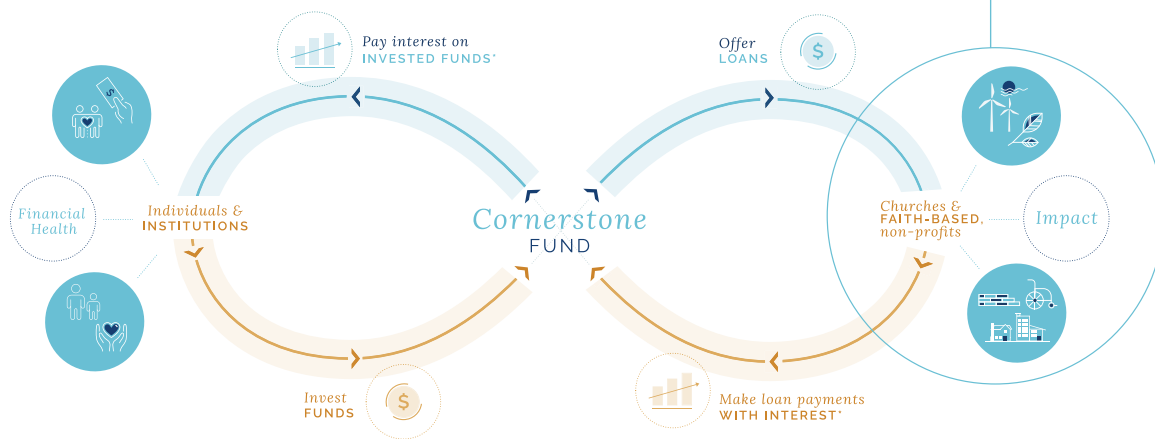 Pay interest on
INVESTED FUNDS*
Offer
LOANS
$
$
Financial
Health
Individuals &
INSTITUTIONS
Cornerstone
FUND
Churches &
FAITH-BASED,
non-profits
Impact
Invest
FUNDS
$
Make loan payments
WITH INTEREST*